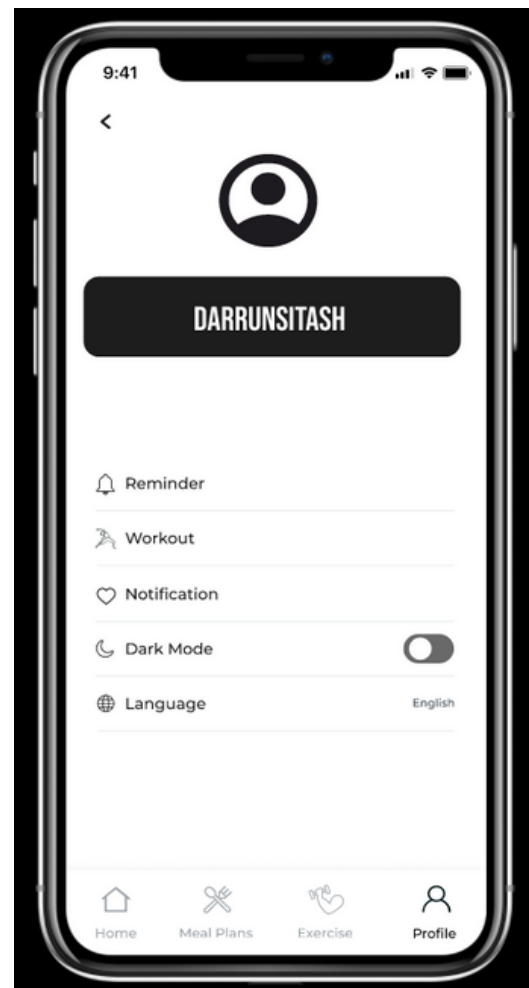 9:41
DARRUNSITASH
Reminder
Workout
Notification
Dark Mode
Language English
Home Meal Plans Exercise Profile